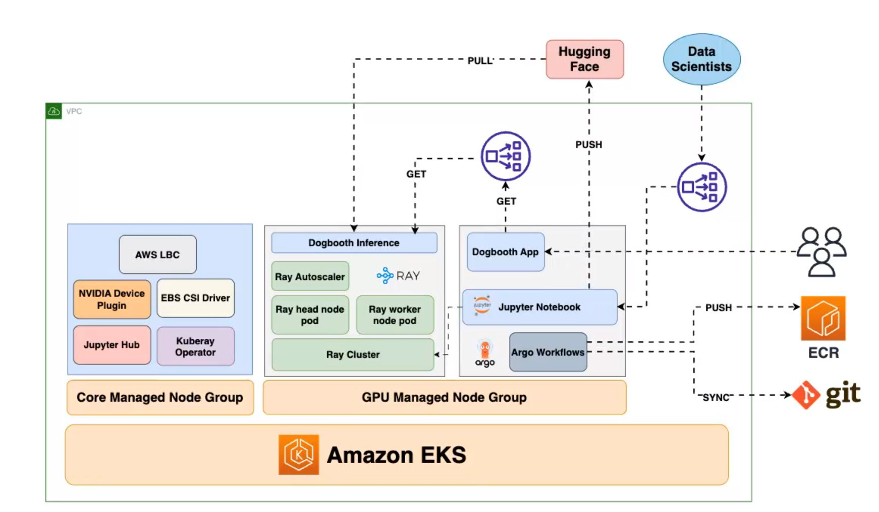 Hugging
Face
Data
Scientists
PULL
VPC
PUSH
GET
GET
AWS LBC
NVIDIA Device
Plugin
EBS CSI Driver
Jupyter Hub
Kuberay
Operator
Dogbooth Inference
Ray Autoscaler
RAY
Ray head node
pod
Ray worker
node pod
Ray Cluster
Dogbooth App
jupyter
Jupyter Notebook
argo
Argo Workflows
PUSH
ECR
SYNC
git
Core Managed Node Group
GPU Managed Node Group
Amazon EKS